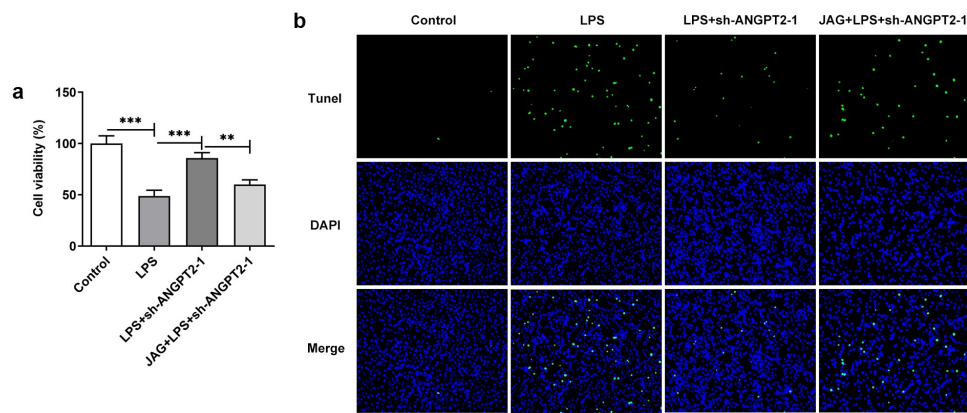 a
150
100
50
0
Cell viability (%)
***
***
**
Control
LPS
LPS+sh-ANGPT2-1
JAG+LPS+sh-ANGPT2-1
b
Control
LPS
LPS+sh-ANGPT2-1
JAG+LPS+sh-ANGPT2-1
Tunel
DAPI
Merge